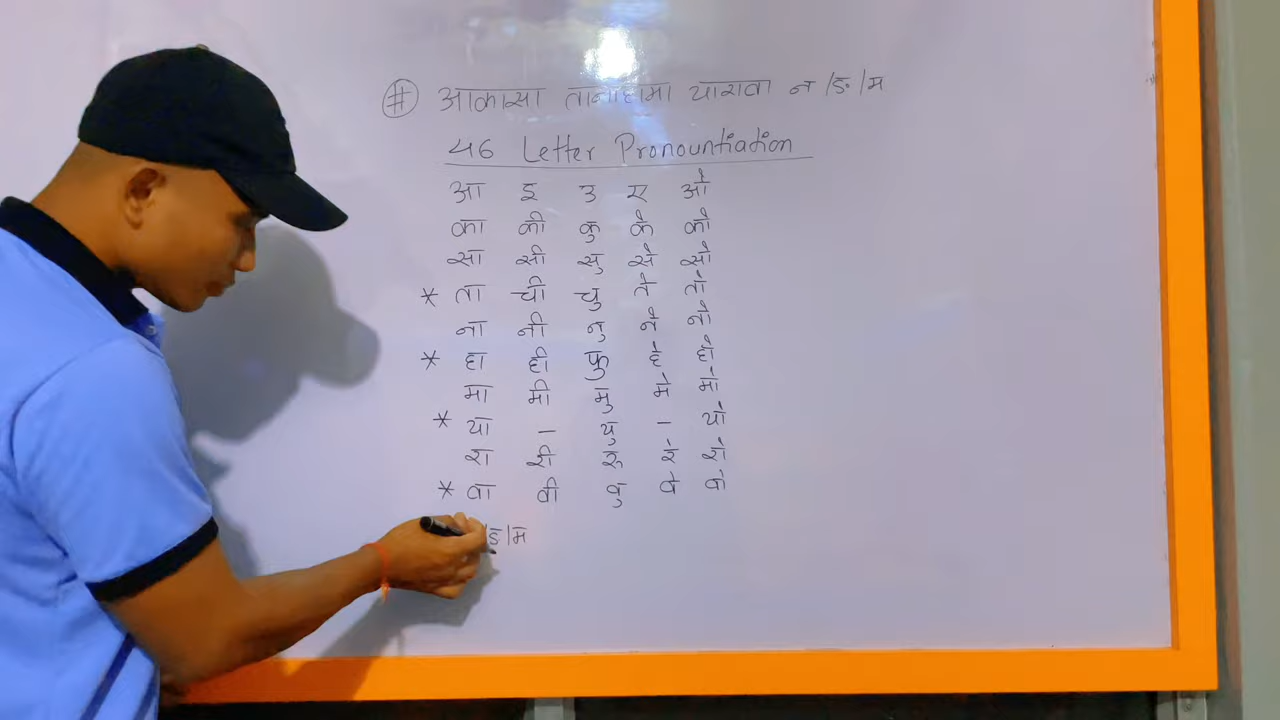 # आकासा तानाहामा यारावा न/ङ/म
46 Letter Pronountiation
आ इ उ ए ओ
का की कु के को
सा सी सु से सो
* ता ची चु ते तो
ना नी नु ने नो
* हा ही फु हे हो
मा मी मु मे मो
* या – यु – यो
रा री रु रे रो
* वा वी वु वे वो
/ङ/म